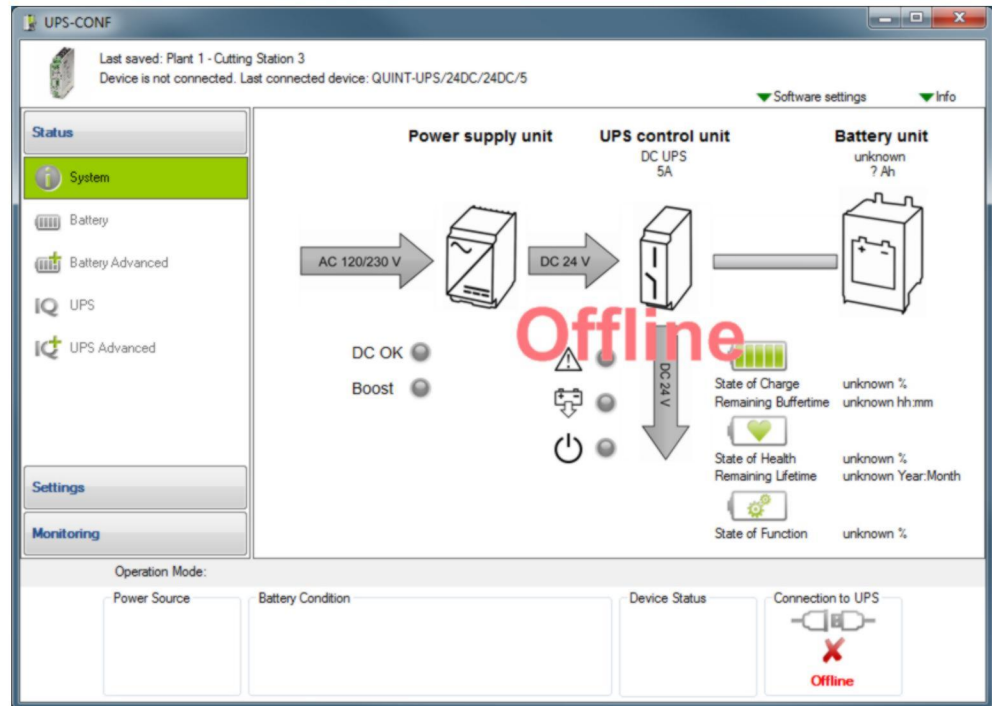 UPS-CONF
Last saved: Plant 1 - Cutting Station 3
Device is not connected. Last connected device: QUINT-UPS/24DC/24DC/5
Software settings
Info
Status
System
Battery
Battery Advanced
UPS
UPS Advanced
Settings
Monitoring
Power supply unit
UPS control unit
DC UPS
5A
Battery unit
unknown
? Ah
AC 120/230 V
DC 24 V
Offline
DC OK
Boost
DC 24 V
State of Charge unknown %
Remaining Buffertime unknown hh:mm
State of Health unknown %
Remaining Lifetime unknown Year:Month
State of Function unknown %
Operation Mode:
Power Source
Battery Condition
Device Status
Connection to UPS
Offline